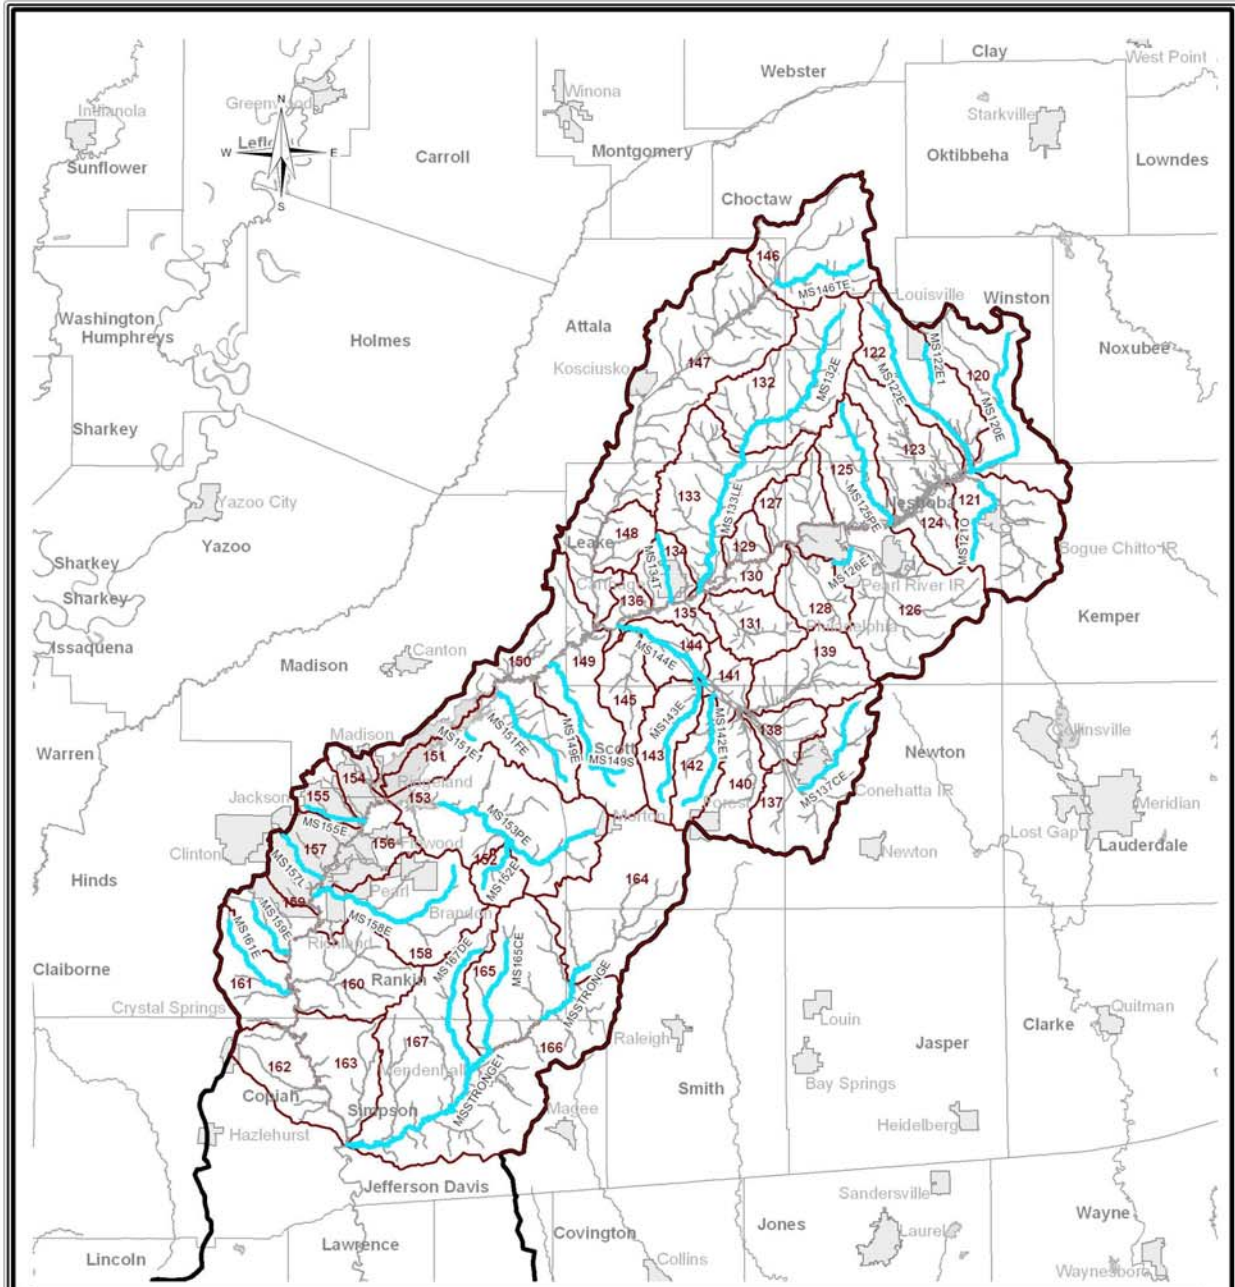 Clay
West Point
Webster
Indianola
Greenwood
Winona
Starkville
N
Leflore
W
E
S
Sunflower
Carroll
Montgomery
Oktibbeha
Lowndes
Choctaw
146
MS146TE
Louisville
Winston
Washington
Humphreys
Holmes
Attala
Noxubee
147
Kosciusko
132
MS132E
122
MS122E
MS122E1
120
MS120E
Sharkey
123
125
MS125PE
Neshoba
121
MS121O
124
Yazoo City
133
MS133LE
127
Yazoo
148
Leake
134
MS134T
129
130
MS126E1
Bogue Chitto IR
Pearl River IR
Sharkey
Sharkey
136
135
128
126
Philadelphia
Kemper
131
Issaquena
Madison
Canton
150
149
144
MS144E
139
141
145
MS143E
143
MS142E1
142
138
Collinsville
Warren
Madison
MS151E1
MS151FE
MS149E
MS149S
Scott
Newton
151
154
Ridgeland
155
153
140
137
MS137CE
Conehatta IR
Meridian
Jackson
MS155E
MS153PE
Morton
Forest
Lost Gap
Lauderdale
Clinton
157
156
Flowood
152
MS152E
Newton
MS157L
Pearl
164
Hinds
159
MS159E
MS158E
Brandon
MS161E
Richland
158
MS167DE
MS165CE
Claiborne
161
160
Rankin
165
MSSTRONGE
Crystal Springs
Louin
Quitman
Clarke
162
163
167
166
Raleigh
Jasper
Mendenhall
Bay Springs
Copiah
Simpson
MSSTRONGE1
Smith
Hazlehurst
Magee
Heidelberg
Jefferson Davis
Sandersville
Covington
Jones
Laurel
Wayne
Lincoln
Lawrence
Collins
Waynesboro